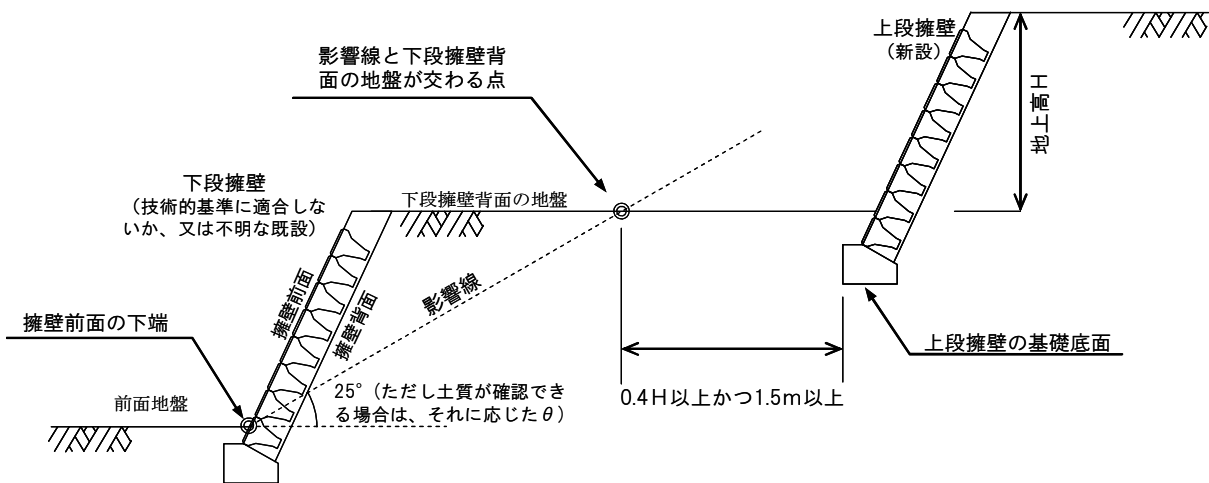 上段擁壁
（新設）
影響線と下段擁壁背
面の地盤が交わる点
地上高H
下段擁壁
（技術的基準に適合しな
いか、又は不明な既設）
下段擁壁背面の地盤
影響線
擁壁前面
擁壁背面
擁壁前面の下端
上段擁壁の基礎底面
25°（ただし土質が確認でき
る場合は、それに応じたθ）
0.4H以上かつ1.5m以上
前面地盤